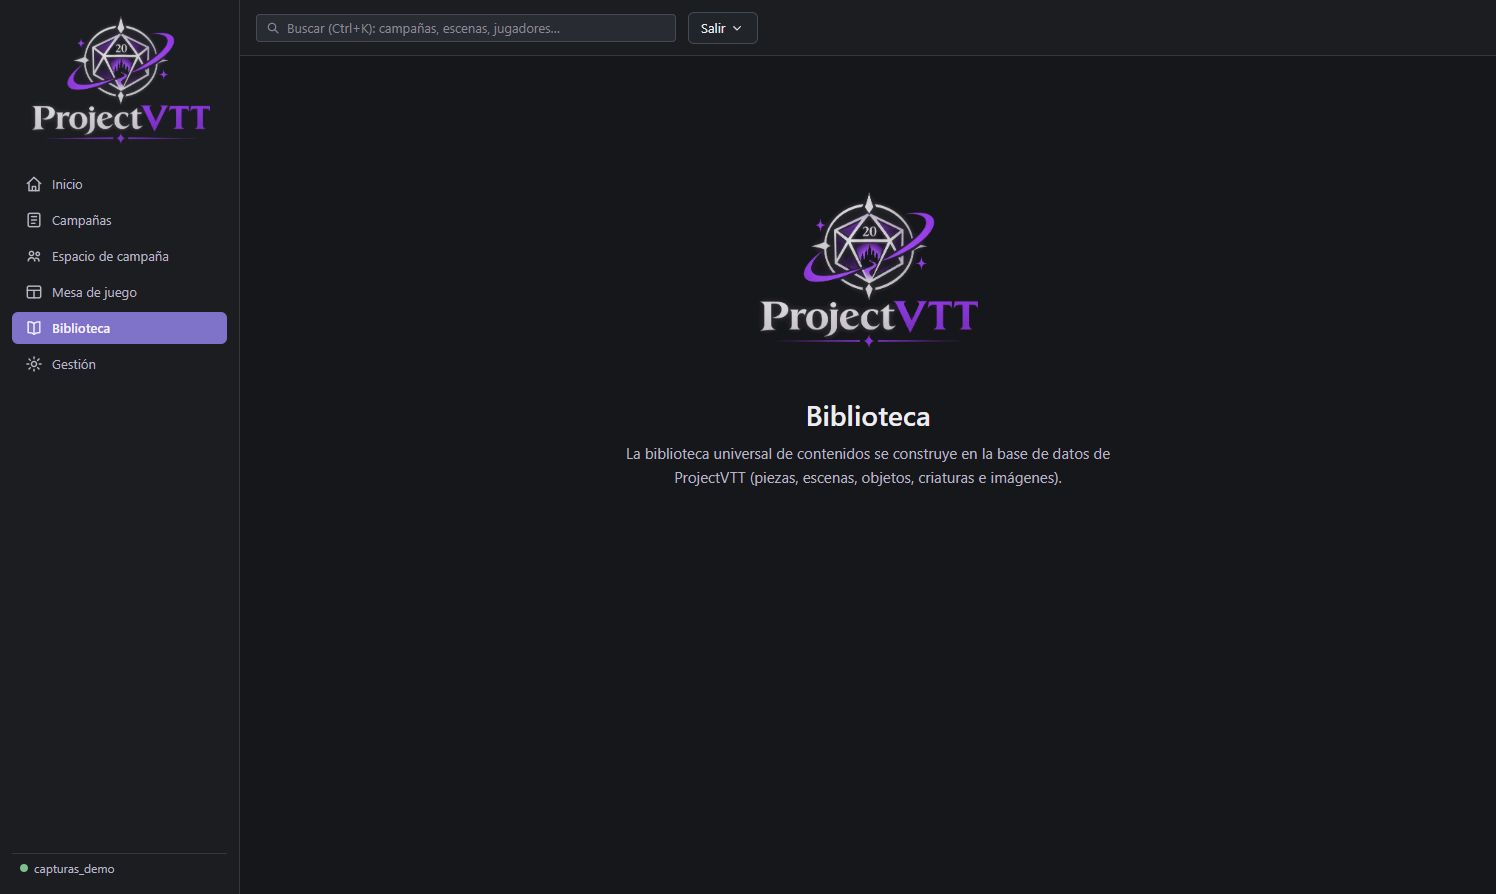 20
ProjectVTT
Buscar (Ctrl+K): campañas, escenas, jugadores...
Salir
Inicio
Campañas
Espacio de campaña
Mesa de juego
Biblioteca
Gestión
20
ProjectVTT
Biblioteca
La biblioteca universal de contenidos se construye en la base de datos de
ProjectVTT (piezas, escenas, objetos, criaturas e imágenes).
capturas_demo